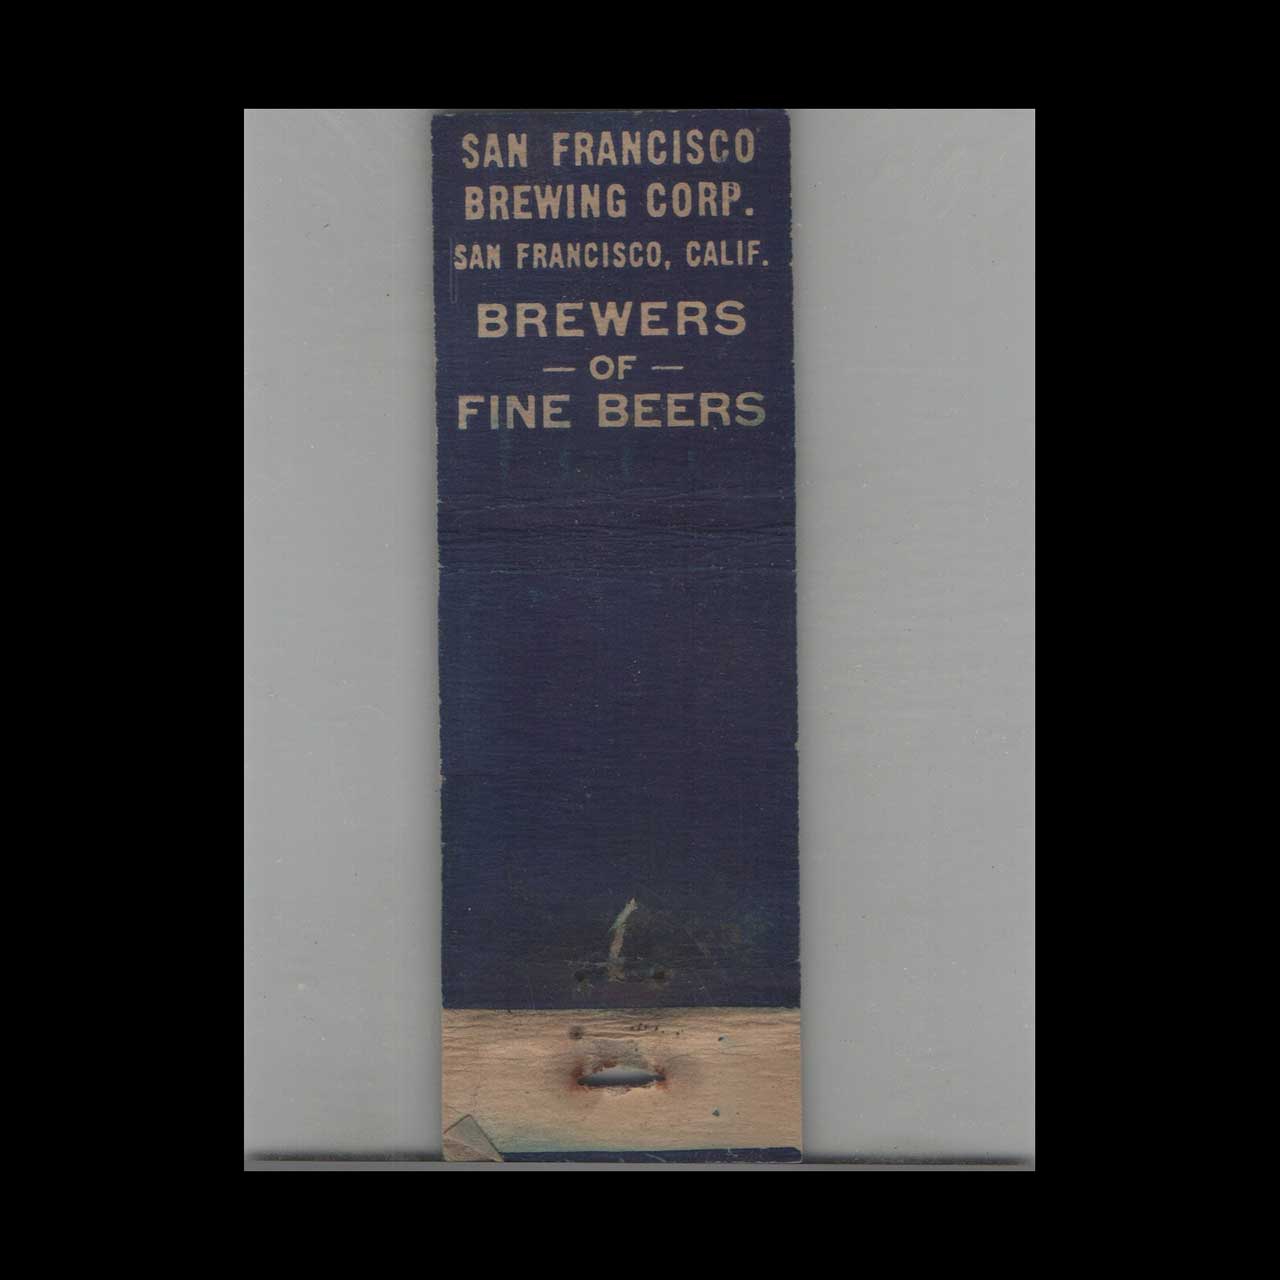 SAN FRANCISCO
BREWING CORP.
SAN FRANCISCO, CALIF.
BREWERS
— OF —
FINE BEERS